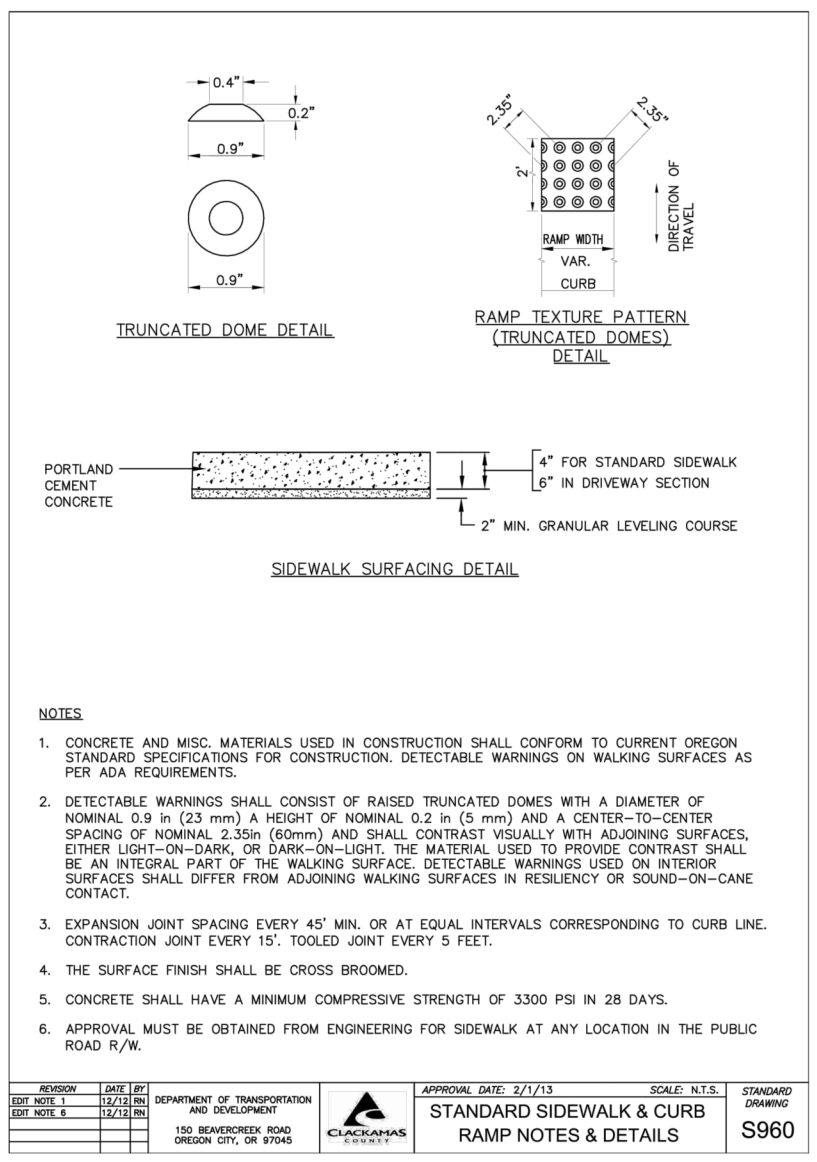 0.4"
0.2"
0.9"
0.9"
TRUNCATED DOME DETAIL
2.35"
2.35"
2'
DIRECTION OF
TRAVEL
RAMP WIDTH
VAR.
CURB
RAMP TEXTURE PATTERN
(TRUNCATED DOMES)
DETAIL
PORTLAND
CEMENT
CONCRETE
4" FOR STANDARD SIDEWALK
6" IN DRIVEWAY SECTION
2" MIN. GRANULAR LEVELING COURSE
SIDEWALK SURFACING DETAIL
NOTES
1. CONCRETE AND MISC. MATERIALS USED IN CONSTRUCTION SHALL CONFORM TO CURRENT OREGON
STANDARD SPECIFICATIONS FOR CONSTRUCTION. DETECTABLE WARNINGS ON WALKING SURFACES AS
PER ADA REQUIREMENTS.
2. DETECTABLE WARNINGS SHALL CONSIST OF RAISED TRUNCATED DOMES WITH A DIAMETER OF
NOMINAL 0.9 in (23 mm) A HEIGHT OF NOMINAL 0.2 in (5 mm) AND A CENTER-TO-CENTER
SPACING OF NOMINAL 2.35in (60mm) AND SHALL CONTRAST VISUALLY WITH ADJOINING SURFACES,
EITHER LIGHT-ON-DARK, OR DARK-ON-LIGHT. THE MATERIAL USED TO PROVIDE CONTRAST SHALL
BE AN INTEGRAL PART OF THE WALKING SURFACE. DETECTABLE WARNINGS USED ON INTERIOR
SURFACES SHALL DIFFER FROM ADJOINING WALKING SURFACES IN RESILIENCY OR SOUND-ON-CANE
CONTACT.
3. EXPANSION JOINT SPACING EVERY 45' MIN. OR AT EQUAL INTERVALS CORRESPONDING TO CURB LINE.
CONTRACTION JOINT EVERY 15'. TOOLED JOINT EVERY 5 FEET.
4. THE SURFACE FINISH SHALL BE CROSS BROOMED.
5. CONCRETE SHALL HAVE A MINIMUM COMPRESSIVE STRENGTH OF 3300 PSI IN 28 DAYS.
6. APPROVAL MUST BE OBTAINED FROM ENGINEERING FOR SIDEWALK AT ANY LOCATION IN THE PUBLIC
ROAD R/W.
REVISION DATE BY
EDIT NOTE 1 12/12 RN
EDIT NOTE 6 12/12 RN
DEPARTMENT OF TRANSPORTATION
AND DEVELOPMENT
150 BEAVERCREEK ROAD
OREGON CITY, OR 97045
CLACKAMAS
COUNTY
APPROVAL DATE: 2/1/13 SCALE: N.T.S.
STANDARD SIDEWALK & CURB
RAMP NOTES & DETAILS
STANDARD
DRAWING
S960